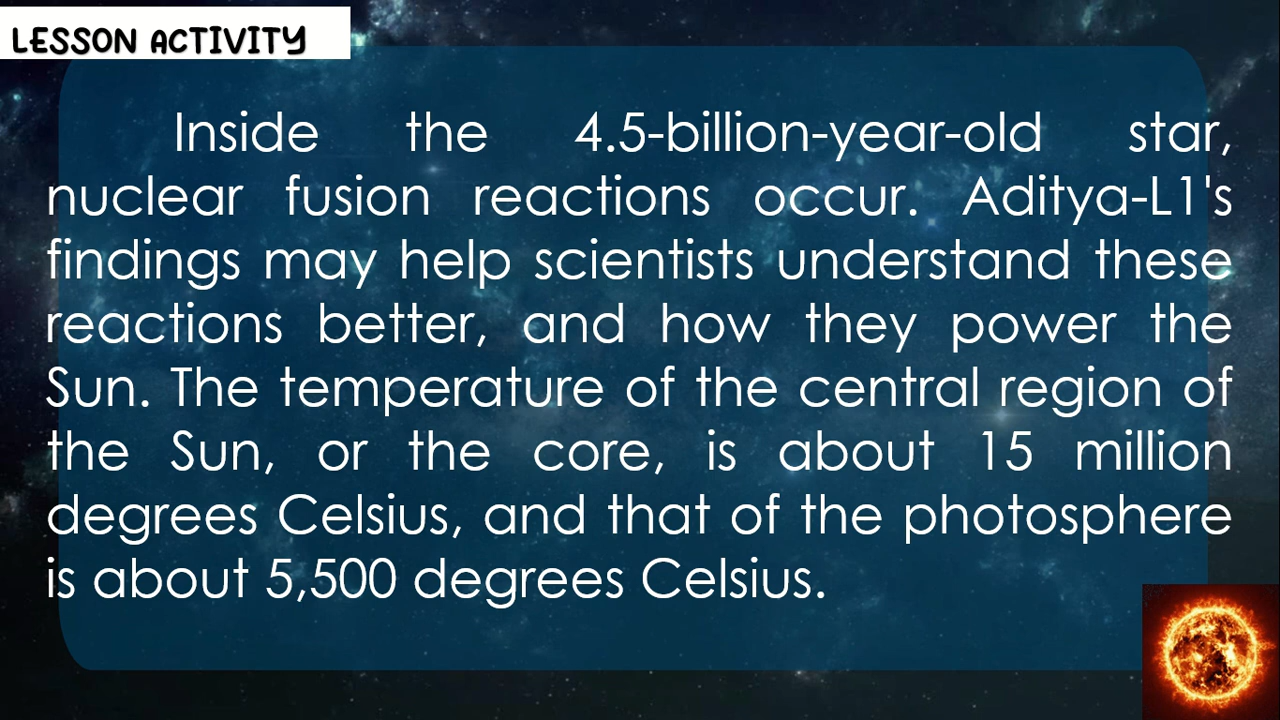 LESSON ACTIVITY
Inside the 4.5-billion-year-old star,
nuclear fusion reactions occur. Aditya-L1's
findings may help scientists understand these
reactions better, and how they power the
Sun. The temperature of the central region of
the Sun, or the core, is about 15 million
degrees Celsius, and that of the photosphere
is about 5,500 degrees Celsius.